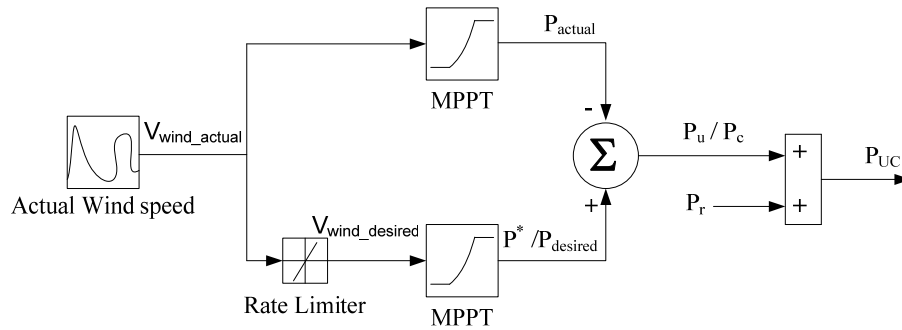 P_actual
MPPT
V_wind_actual
-
Σ
P_u / P_c
+
P_UC
Actual Wind speed
P_r
+
V_wind_desired
P^* /P_desired
+
Rate Limiter
MPPT